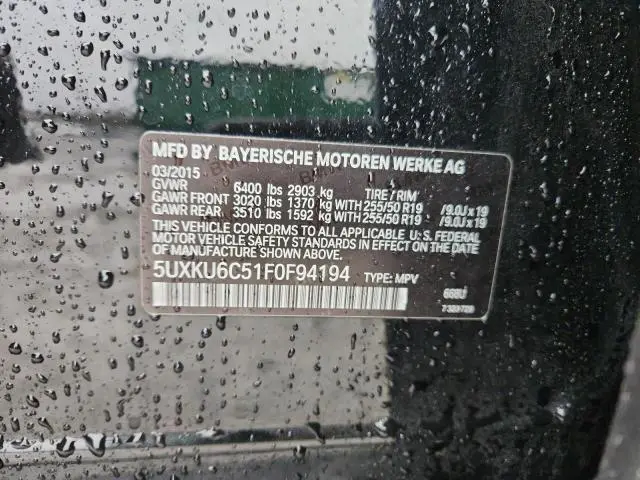 MFD BY BAYERISCHE MOTOREN WERKE AG
03/2015
GVWR 6400 lbs 2903 kg TIRE/RIM
GAWR FRONT 3020 lbs 1370 kg WITH 255/50 R19 /9.0J x 19
GAWR REAR 3510 lbs 1592 kg WITH 255/50 R19 /9.0J x 19
THIS VEHICLE CONFORMS TO ALL APPLICABLE U.S. FEDERAL
MOTOR VEHICLE SAFETY STANDARDS IN EFFECT ON THE DATE
OF MANUFACTURE SHOWN ABOVE.
5UXKU6C51F0F94194 TYPE: MPV